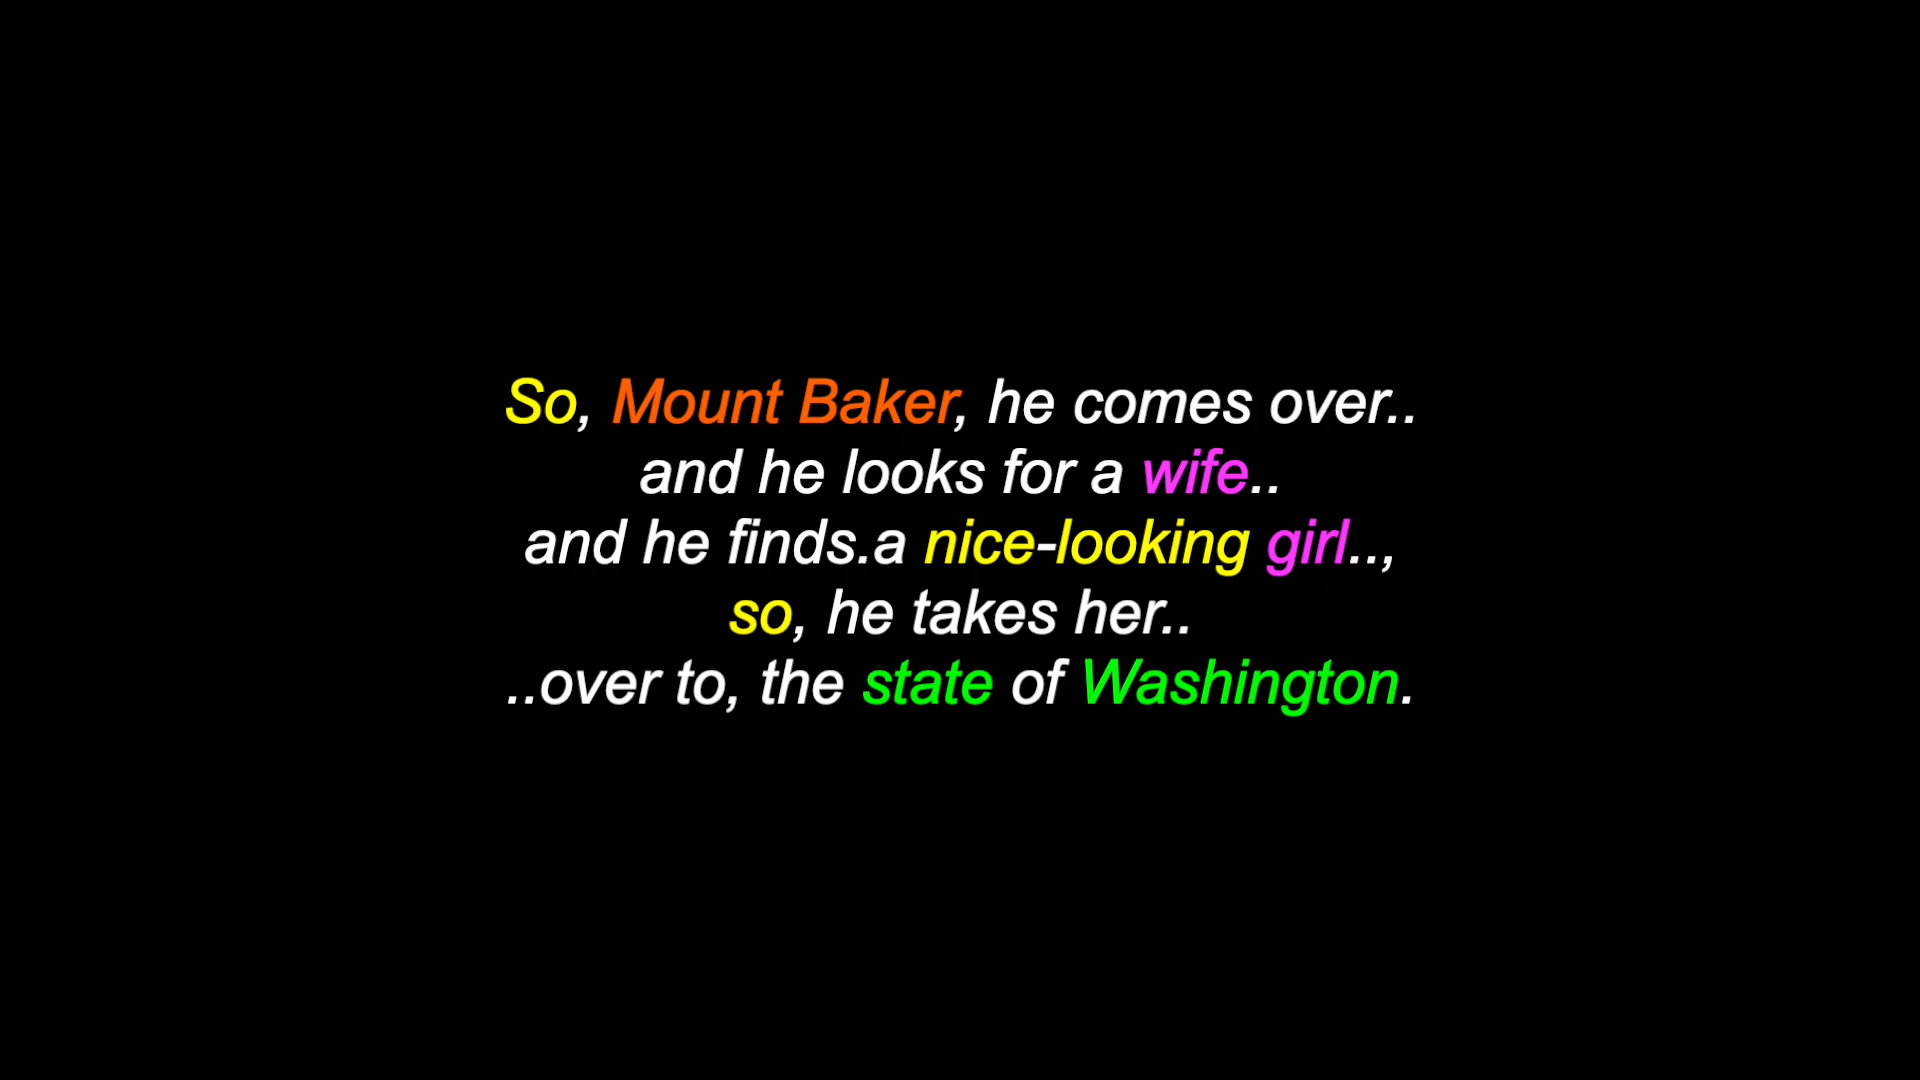 So, Mount Baker, he comes over..
and he looks for a wife..
and he finds.a nice-looking girl..,
so, he takes her..
..over to, the state of Washington.